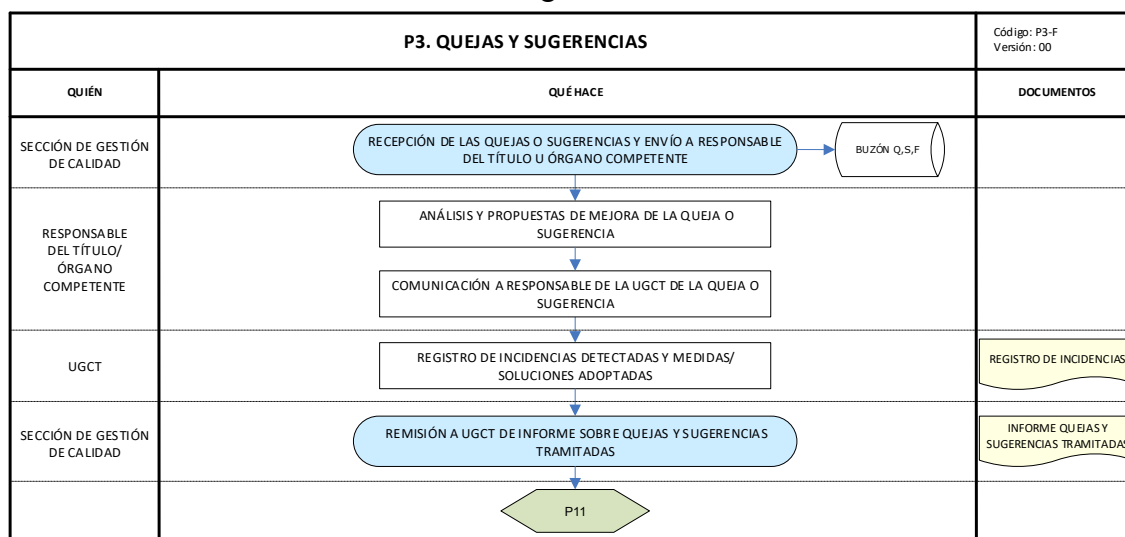 P3. QUEJAS Y SUGERENCIAS
Código: P3-F
Versión: 00
QUIÉN
QUÉ HACE
DOCUMENTOS
SECCIÓN DE GESTIÓN
DE CALIDAD
RECEPCIÓN DE LAS QUEJAS O SUGERENCIAS Y ENVÍO A RESPONSABLE
DEL TÍTULO U ÓRGANO COMPETENTE
BUZÓN Q,S,F
RESPONSABLE
DEL TÍTULO/
ÓRGANO
COMPETENTE
ANÁLISIS Y PROPUESTAS DE MEJORA DE LA QUEJA O
SUGERENCIA
COMUNICACIÓN A RESPONSABLE DE LA UGCT DE LA QUEJA O
SUGERENCIA
UGCT
REGISTRO DE INCIDENCIAS DETECTADAS Y MEDIDAS/
SOLUCIONES ADOPTADAS
REGISTRO DE INCIDENCIAS
SECCIÓN DE GESTIÓN
DE CALIDAD
REMISIÓN A UGCT DE INFORME SOBRE QUEJAS Y SUGERENCIAS
TRAMITADAS
INFORME QUEJAS Y
SUGERENCIAS TRAMITADAS
P11